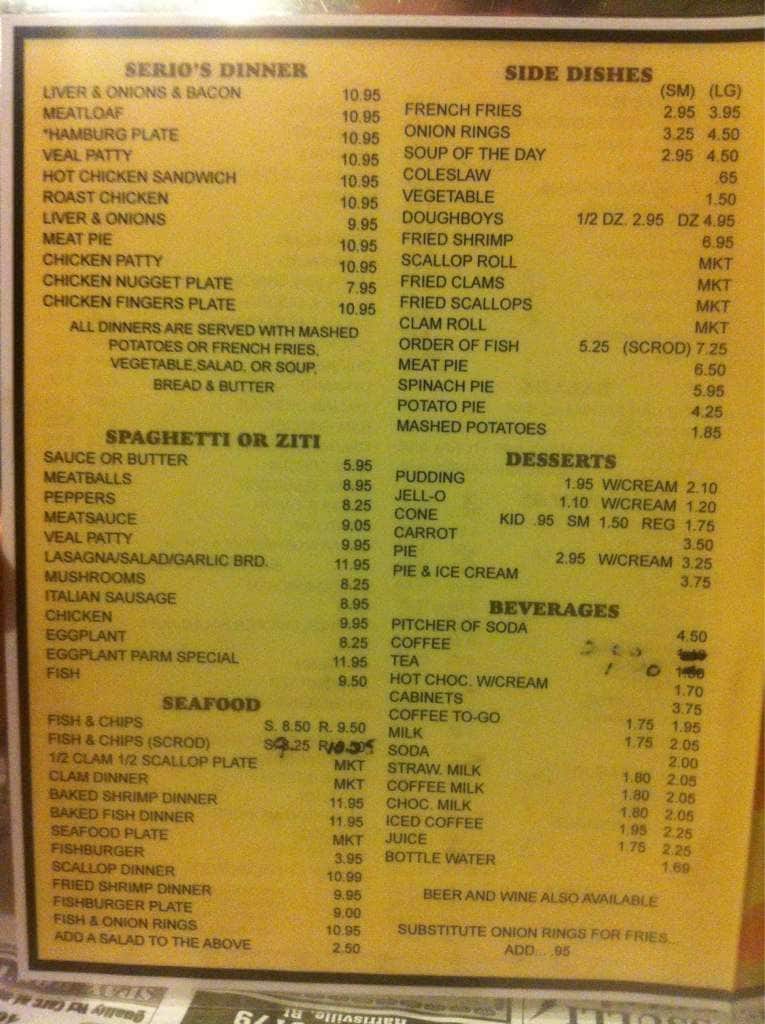 SERIO'S DINNER
LIVER & ONIONS & BACON 10.95
MEATLOAF 10.95
*HAMBURG PLATE 10.95
VEAL PATTY 10.95
HOT CHICKEN SANDWICH 10.95
ROAST CHICKEN 10.95
LIVER & ONIONS 9.95
MEAT PIE 10.95
CHICKEN PATTY 10.95
CHICKEN NUGGET PLATE 7.95
CHICKEN FINGERS PLATE 10.95
ALL DINNERS ARE SERVED WITH MASHED
POTATOES OR FRENCH FRIES,
VEGETABLE,SALAD, OR SOUP,
BREAD & BUTTER
SPAGHETTI OR ZITI
SAUCE OR BUTTER 5.95
MEATBALLS 8.95
PEPPERS 8.25
MEATSAUCE 9.05
VEAL PATTY 9.95
LASAGNA/SALAD/GARLIC BRD. 11.95
MUSHROOMS 8.25
ITALIAN SAUSAGE 8.95
CHICKEN 9.95
EGGPLANT 8.25
EGGPLANT PARM SPECIAL 11.95
FISH 9.50
SEAFOOD
FISH & CHIPS S. 8.50 R. 9.50
FISH & CHIPS (SCROD)
1/2 CLAM 1/2 SCALLOP PLATE MKT
CLAM DINNER MKT
BAKED SHRIMP DINNER 11.95
BAKED FISH DINNER 11.95
SEAFOOD PLATE MKT
FISHBURGER 3.95
SCALLOP DINNER 10.99
FRIED SHRIMP DINNER 9.95
FISHBURGER PLATE 9.00
FISH & ONION RINGS 10.95
ADD A SALAD TO THE ABOVE 2.50
SIDE DISHES
(SM) (LG)
FRENCH FRIES 2.95 3.95
ONION RINGS 3.25 4.50
SOUP OF THE DAY 2.95 4.50
COLESLAW .65
VEGETABLE 1.50
DOUGHBOYS 1/2 DZ. 2.95 DZ 4.95
FRIED SHRIMP 6.95
SCALLOP ROLL MKT
FRIED CLAMS MKT
FRIED SCALLOPS MKT
CLAM ROLL MKT
ORDER OF FISH 5.25 (SCROD) 7.25
MEAT PIE 6.50
SPINACH PIE 5.95
POTATO PIE 4.25
MASHED POTATOES 1.85
DESSERTS
PUDDING 1.95 W/CREAM 2.10
JELL-O 1.10 W/CREAM 1.20
CONE KID .95 SM 1.50 REG 1.75
CARROT 3.50
PIE 2.95 W/CREAM 3.25
PIE & ICE CREAM 3.75
BEVERAGES
PITCHER OF SODA 4.50
COFFEE
TEA
HOT CHOC. W/CREAM 1.70
CABINETS 3.75
COFFEE TO-GO 1.75 1.95
MILK 1.75 2.05
SODA 2.00
STRAW. MILK 1.80 2.05
COFFEE MILK 1.80 2.05
CHOC. MILK 1.80 2.05
ICED COFFEE 1.95 2.25
JUICE 1.75 2.25
BOTTLE WATER 1.69
BEER AND WINE ALSO AVAILABLE
SUBSTITUTE ONION RINGS FOR FRIES...
ADD... .95
Harrisville, RI